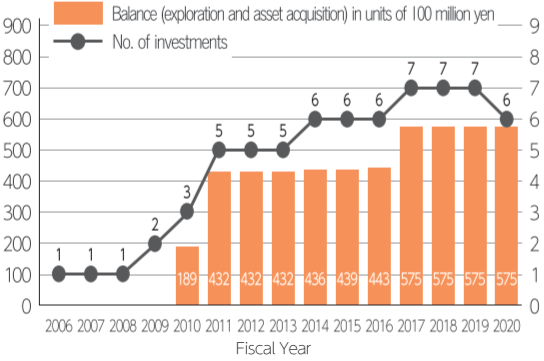 Balance (exploration and asset acquisition) in units of 100 million yen
No. of investments
900 9
800 8
700 7
600 6
500 5
400 4
300 3
200 2
100 1
0 0
1 1 1 2 3 5 5 5 6 6 6 7 7 7 6
189 432 432 432 436 439 443 575 575 575 575
2006 2007 2008 2009 2010 2011 2012 2013 2014 2015 2016 2017 2018 2019 2020
Fiscal Year